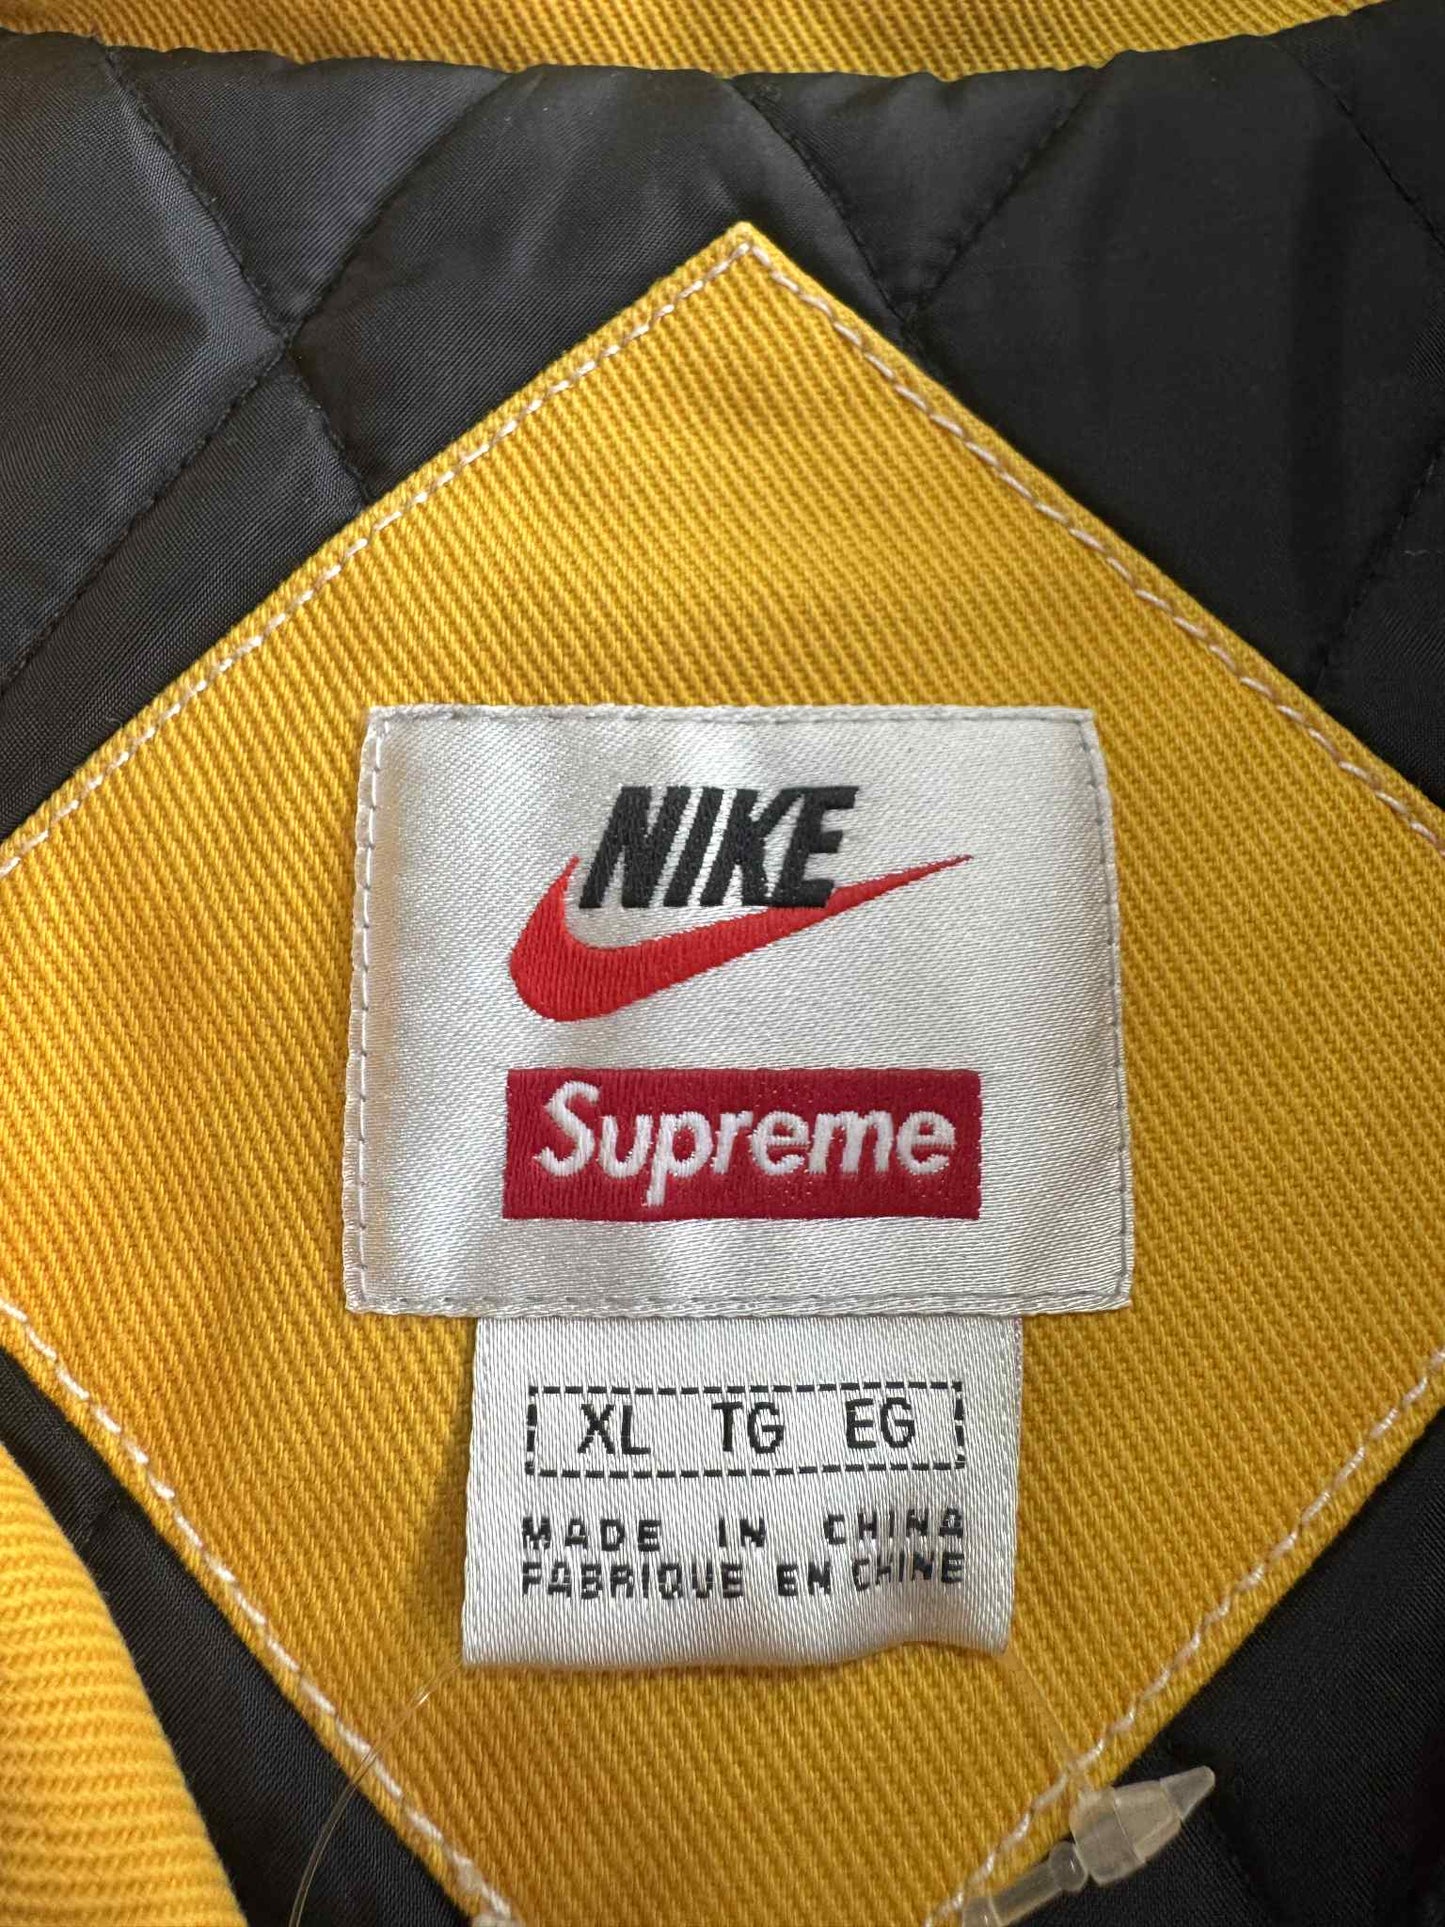 NIKE
Supreme
XL TG EG
MADE IN CHINA
FABRIQUE EN CHINE